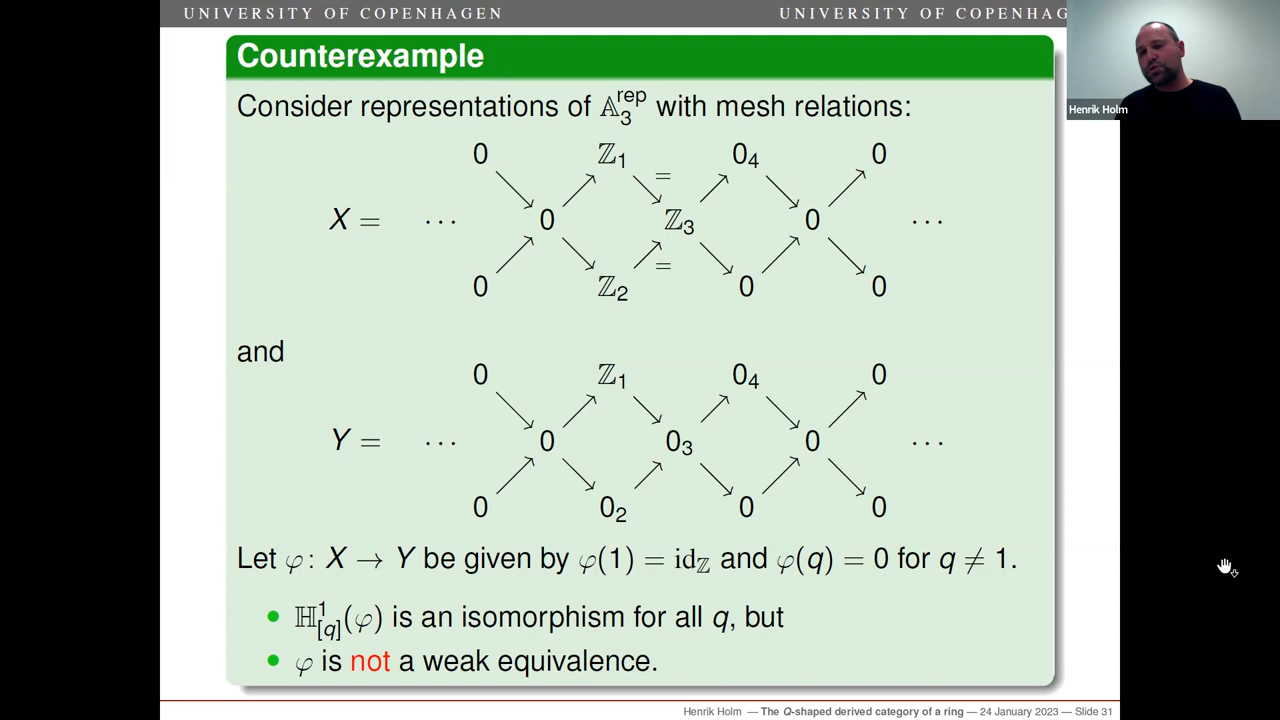 UNIVERSITY OF COPENHAGEN UNIVERSITY OF COPENHAG
Henrik Holm
Counterexample
Consider representations of 𝔸₃^rep with mesh relations:
0 ℤ₁ 0₄ 0
=
X = ⋯ 0 ℤ₃ 0 ⋯
=
0 ℤ₂ 0 0
and
0 ℤ₁ 0₄ 0
Y = ⋯ 0 0₃ 0 ⋯
0 0₂ 0 0
Let φ: X → Y be given by φ(1) = id_ℤ and φ(q) = 0 for q ≠ 1.
• ℍ¹_[q](φ) is an isomorphism for all q, but
• φ is not a weak equivalence.
Henrik Holm — The Q-shaped derived category of a ring — 24 January 2023 — Slide 31